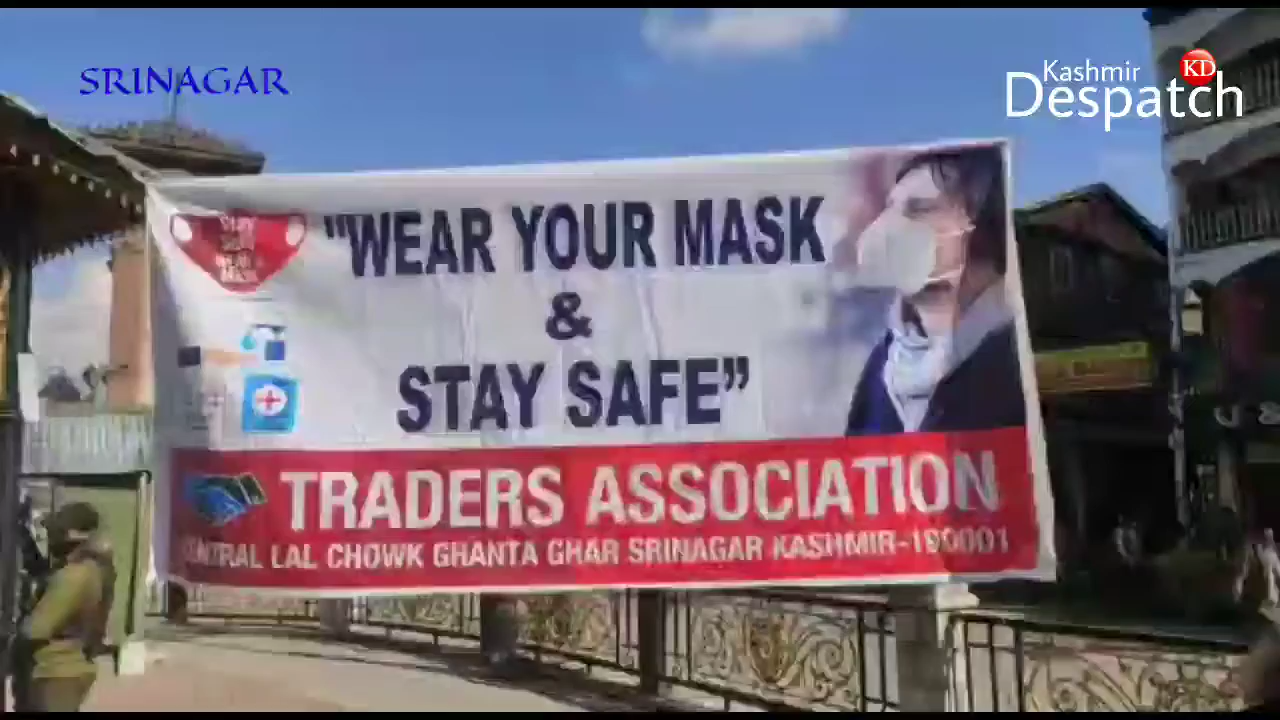 SRINAGAR
Kashmir KD
Despatch
"WEAR YOUR MASK
&
STAY SAFE”
TRADERS ASSOCIATION
CENTRAL LAL CHOWK GHANTA GHAR SRINAGAR KASHMIR-190001